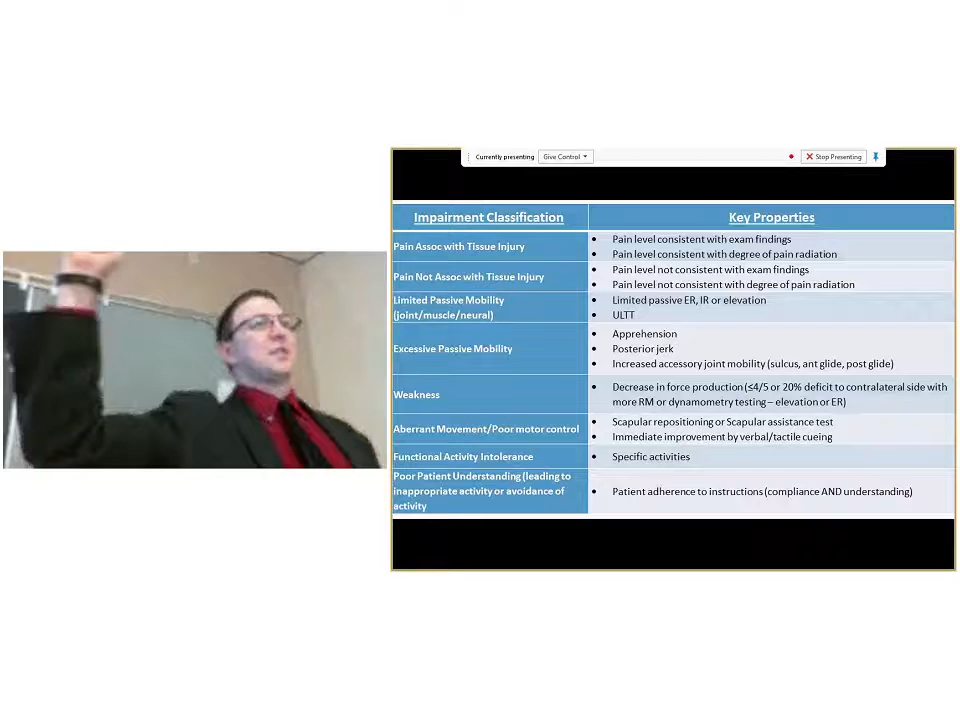 Currently presenting
Give Control
Stop Presenting
Impairment Classification
Key Properties
Pain Assoc with Tissue Injury
• Pain level consistent with exam findings
• Pain level consistent with degree of pain radiation
Pain Not Assoc with Tissue Injury
• Pain level not consistent with exam findings
• Pain level not consistent with degree of pain radiation
Limited Passive Mobility
(joint/muscle/neural)
• Limited passive ER, IR or elevation
• ULTT
Excessive Passive Mobility
• Apprehension
• Posterior jerk
• Increased accessory joint mobility (sulcus, ant glide, post glide)
Weakness
• Decrease in force production (≤4/5 or 20% deficit to contralateral side with
more RM or dynamometry testing – elevation or ER)
Aberrant Movement/Poor motor control
• Scapular repositioning or Scapular assistance test
• Immediate improvement by verbal/tactile cueing
Functional Activity Intolerance
• Specific activities
Poor Patient Understanding (leading to
inappropriate activity or avoidance of
activity
• Patient adherence to instructions (compliance AND understanding)